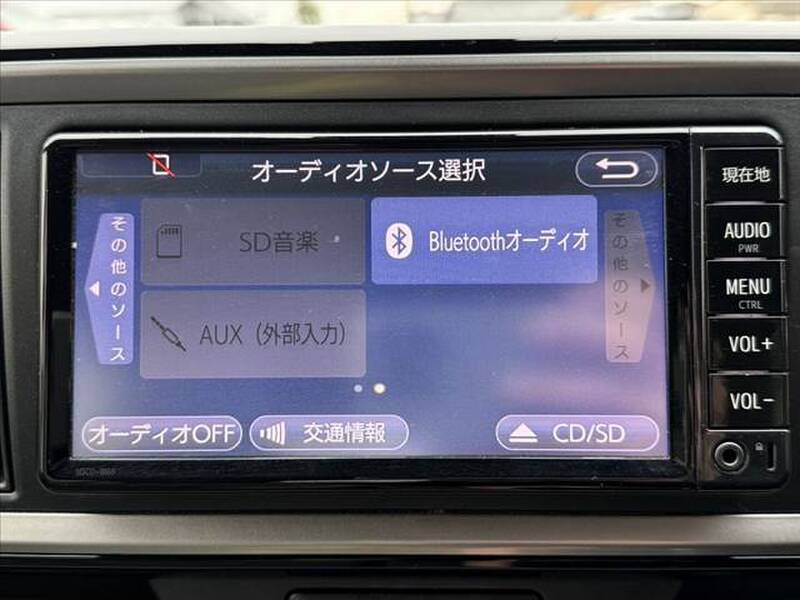 オーディオソース選択
現在地
その他のソース
SD音楽
Bluetoothオーディオ
その他のソース
AUDIO
PWR
AUX（外部入力）
MENU
CTRL
VOL+
VOL-
オーディオOFF
交通情報
CD/SD